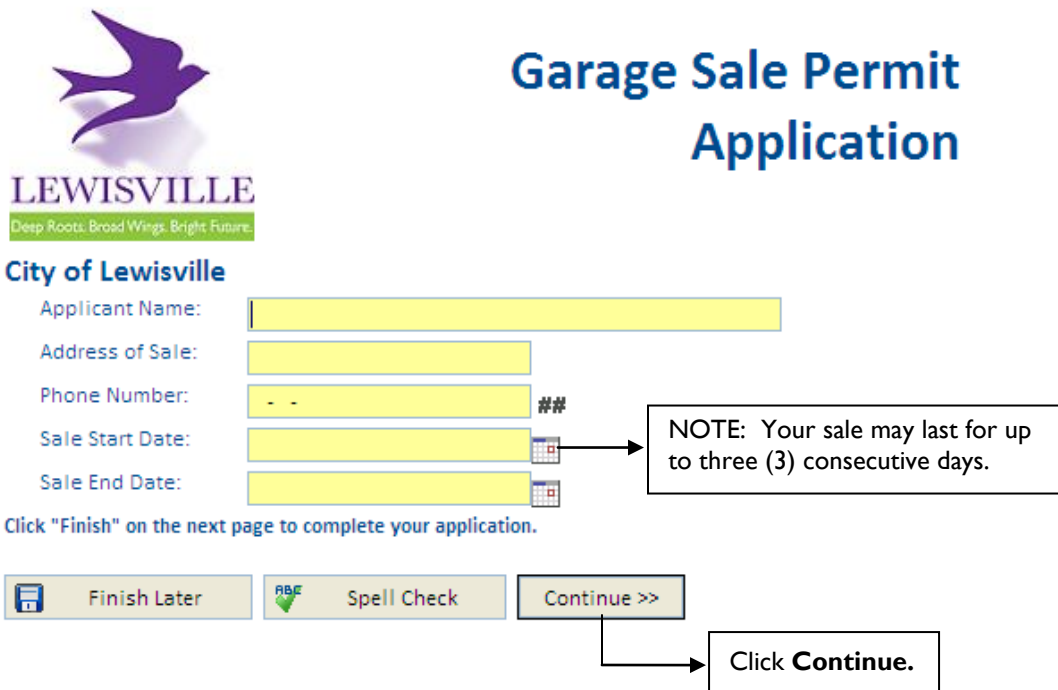 Garage Sale Permit
Application
LEWISVILLE
Deep Roots. Broad Wings. Bright Future.
City of Lewisville
Applicant Name:
Address of Sale:
Phone Number:
- -
##
Sale Start Date:
NOTE: Your sale may last for up
to three (3) consecutive days.
Sale End Date:
Click "Finish" on the next page to complete your application.
Finish Later
ABC
Spell Check
Continue >>
Click Continue.